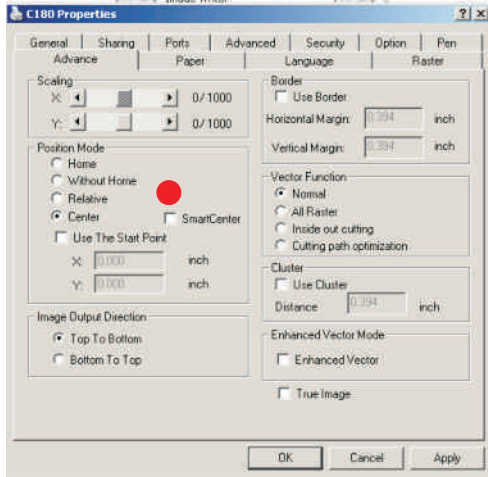 C180 Properties
General Sharing Ports Advanced Security Option Pen
Advance Paper Language Raster
Scaling
X: 0/1000
Y: 0/1000
Position Mode
Home
Without Home
Relative
Center SmartCenter
Use The Start Point
X: 0.000 inch
Y: 0.000 inch
Image Output Direction
Top To Bottom
Bottom To Top
Border
Use Border
Horizontal Margin: 0.394 inch
Vertical Margin: 0.394 inch
Vector Function
Normal
All Raster
Inside out cutting
Cutting path optimization
Cluster
Use Cluster
Distance 0.394 inch
Enhanced Vector Mode
Enhanced Vector
True Image
OK Cancel Apply